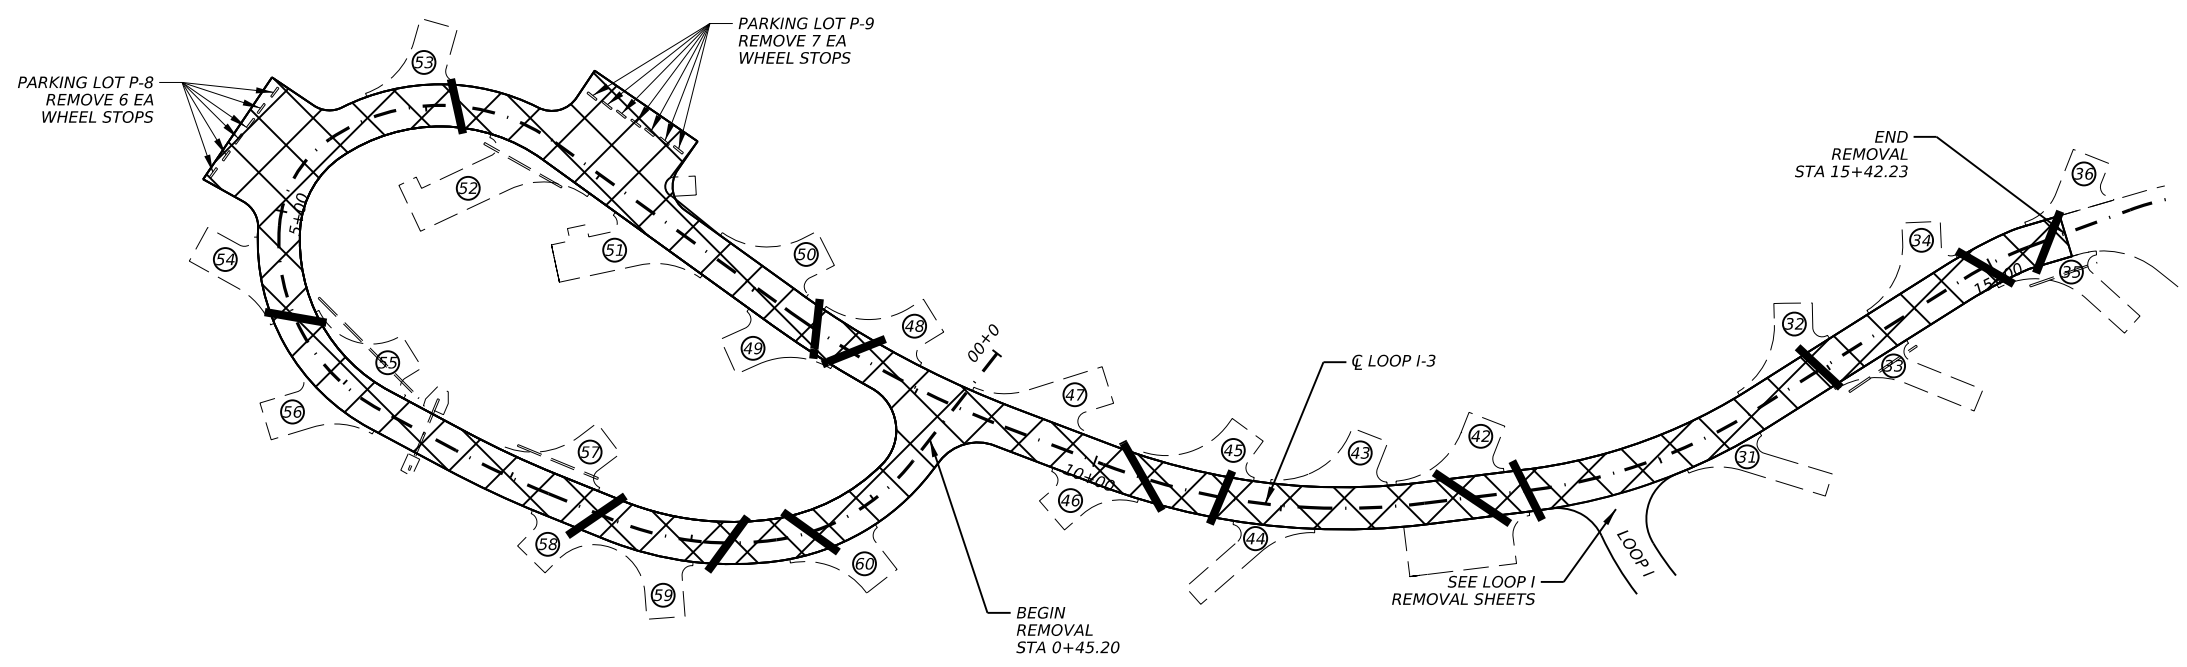 PARKING LOT P-9
REMOVE 7 EA
WHEEL STOPS
PARKING LOT P-8
REMOVE 6 EA
WHEEL STOPS
53
52
51
54
5+00
50
49
48
0+00
55
56
57
58
59
60
47
46
10+00
45
44
43
42
℄ LOOP I-3
BEGIN
REMOVAL
STA 0+45.20
SEE LOOP I
REMOVAL SHEETS
LOOP I
31
32
33
34
15+00
35
36
END
REMOVAL
STA 15+42.23